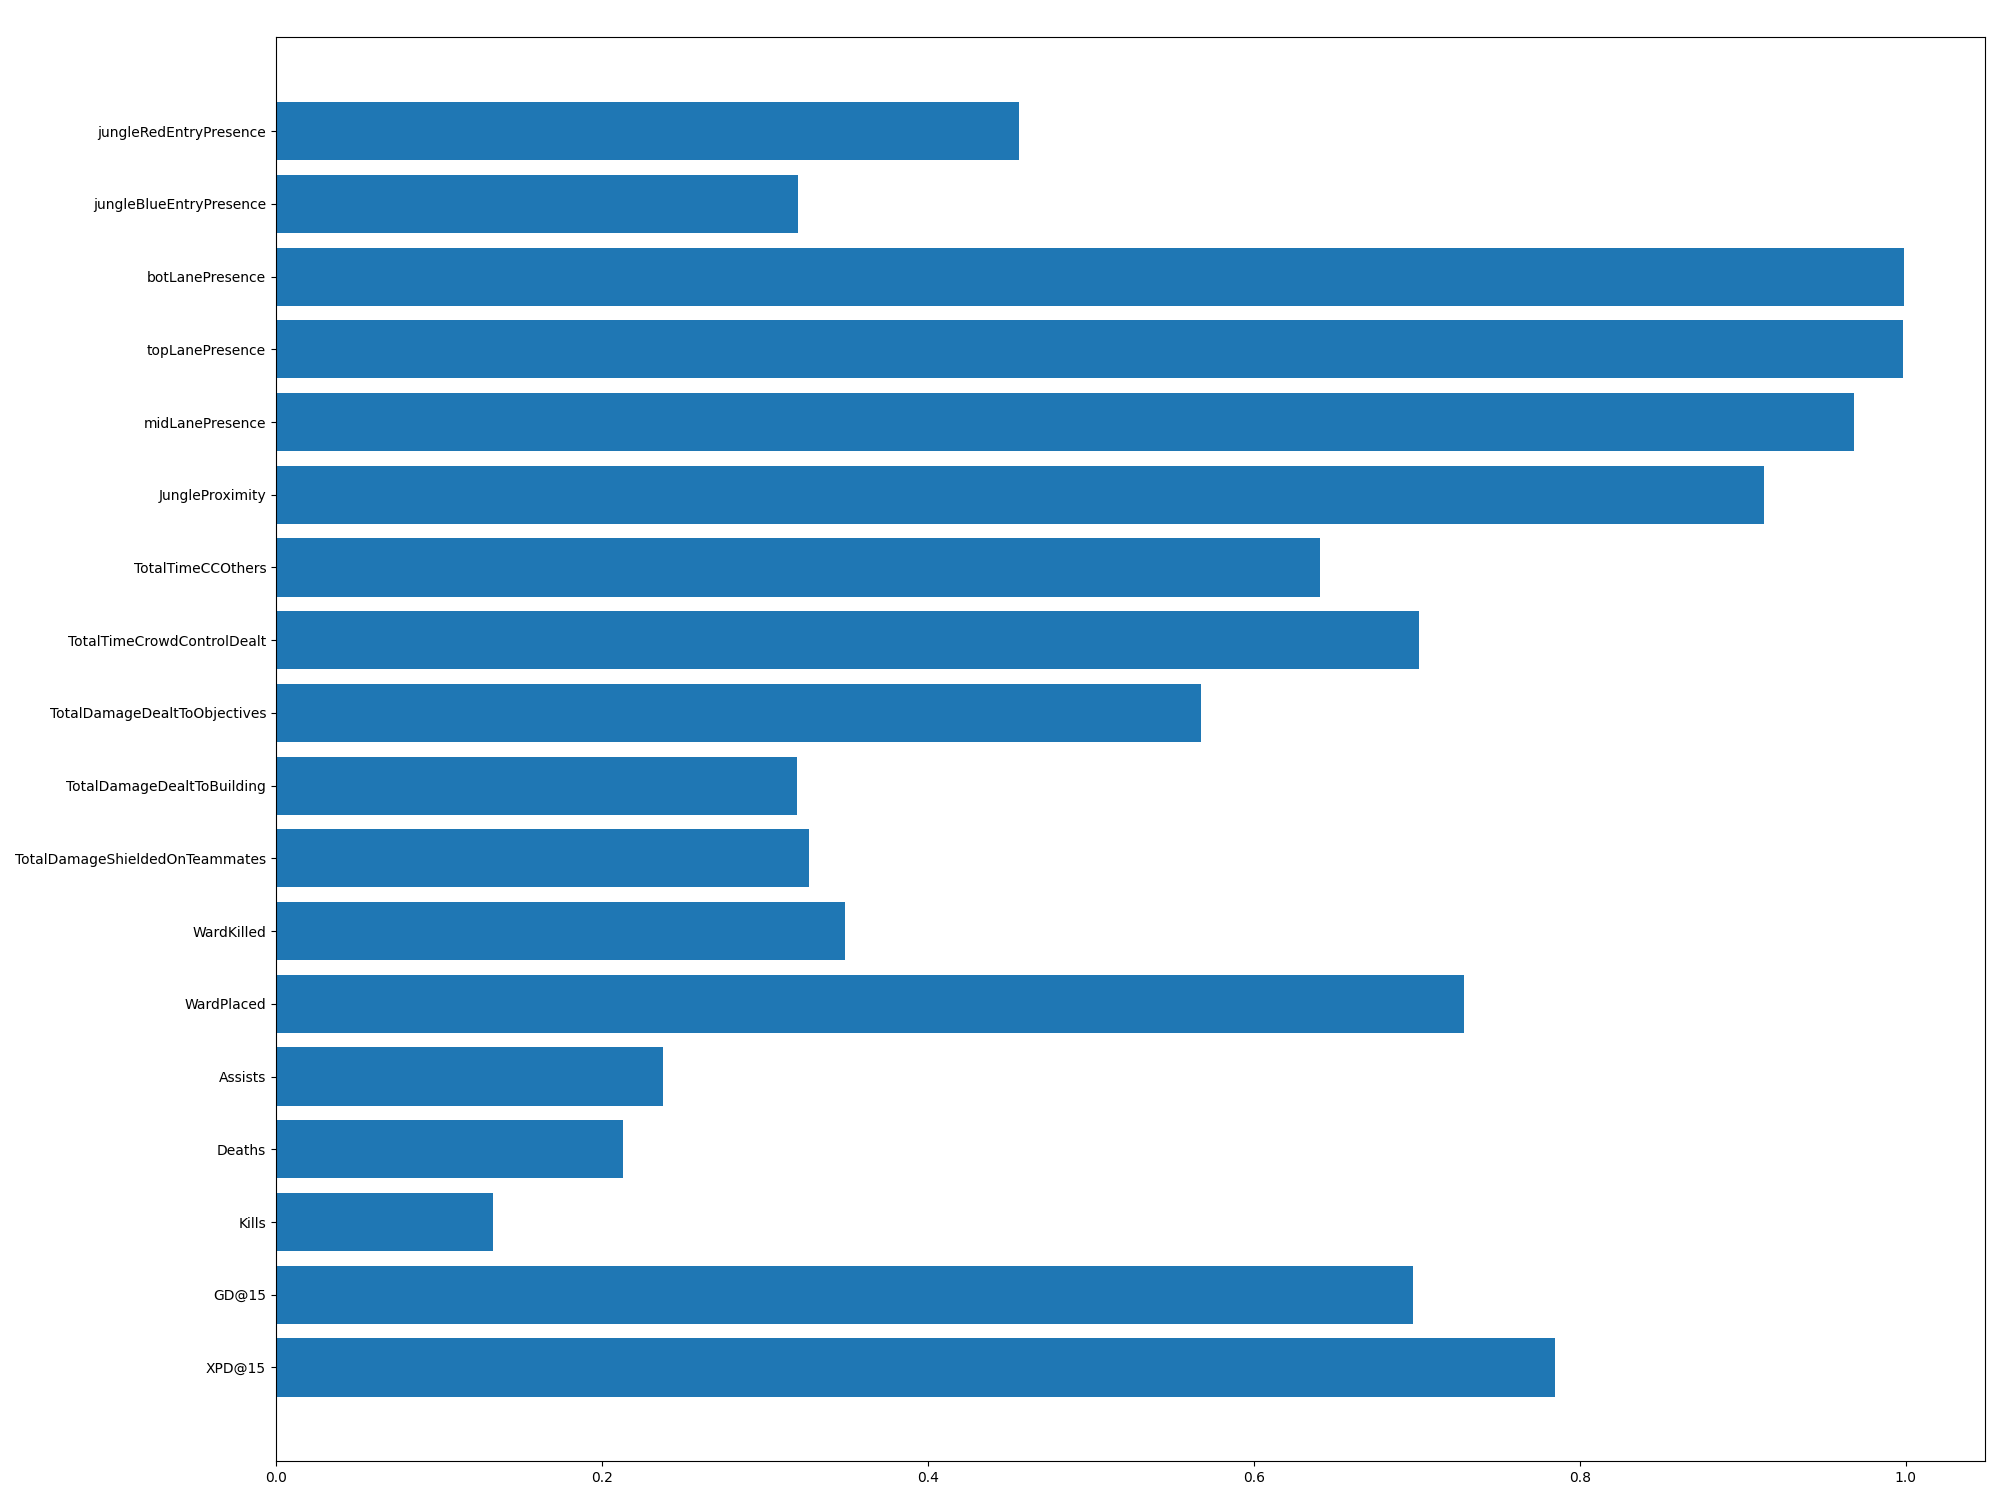 jungleRedEntryPresence
jungleBlueEntryPresence
botLanePresence
topLanePresence
midLanePresence
JungleProximity
TotalTimeCCOthers
TotalTimeCrowdControlDealt
TotalDamageDealtToObjectives
TotalDamageDealtToBuilding
TotalDamageShieldedOnTeammates
WardKilled
WardPlaced
Assists
Deaths
Kills
GD@15
XPD@15
0.0 0.2 0.4 0.6 0.8 1.0